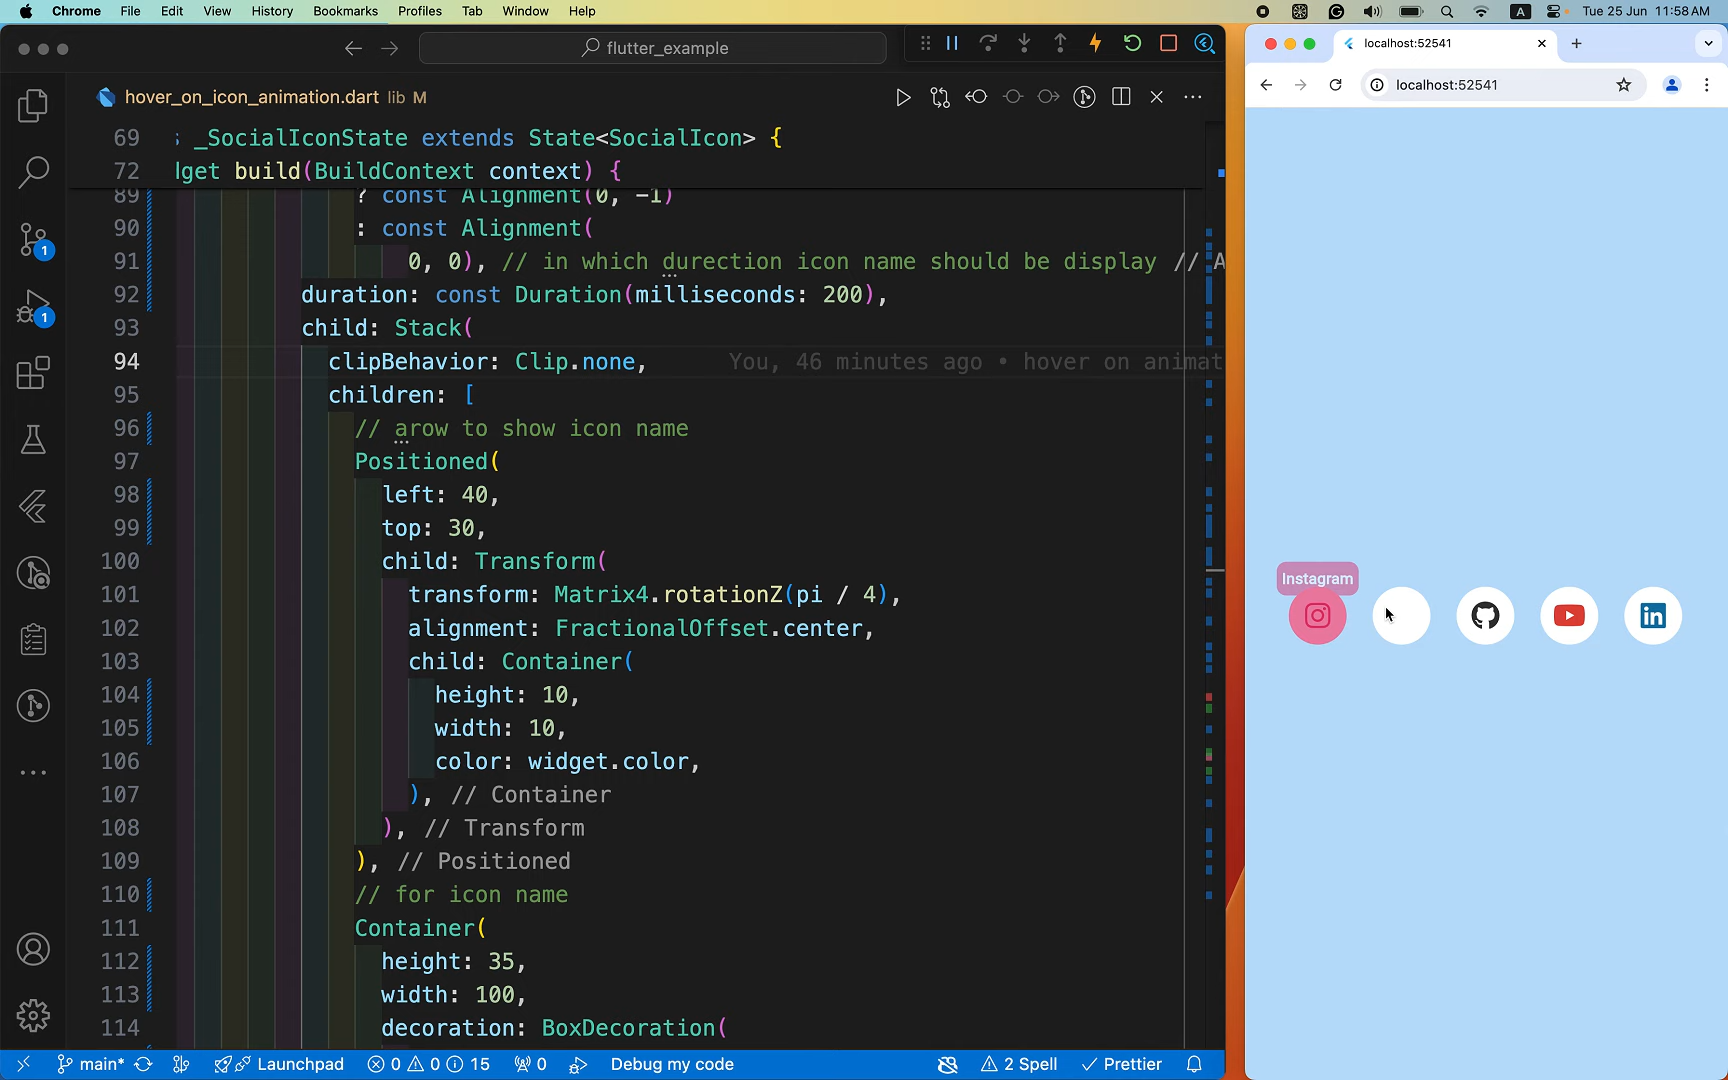 Chrome File Edit View History Bookmarks Profiles Tab Window Help
A Tue 25 Jun 11:58 AM
flutter_example
localhost:52541
localhost:52541
hover_on_icon_animation.dart lib M
69 _SocialIconState extends State<SocialIcon> {
72 dget build(BuildContext context) {
89 ? const Alignment(0, -1)
90 : const Alignment(
91 0, 0), // in which durection icon name should be display // A
92 duration: const Duration(milliseconds: 200),
93 child: Stack(
94 clipBehavior: Clip.none, You, 46 minutes ago • hover on animat
95 children: [
96 // arow to show icon name
97 Positioned(
98 left: 40,
99 top: 30,
100 child: Transform(
101 transform: Matrix4.rotationZ(pi / 4),
102 alignment: FractionalOffset.center,
103 child: Container(
104 height: 10,
105 width: 10,
106 color: widget.color,
107 ), // Container
108 ), // Transform
109 ), // Positioned
110 // for icon name
111 Container(
112 height: 35,
113 width: 100,
114 decoration: BoxDecoration(
1
1
Instagram
in
main* Launchpad 0 0 15 0 Debug my code 2 Spell Prettier